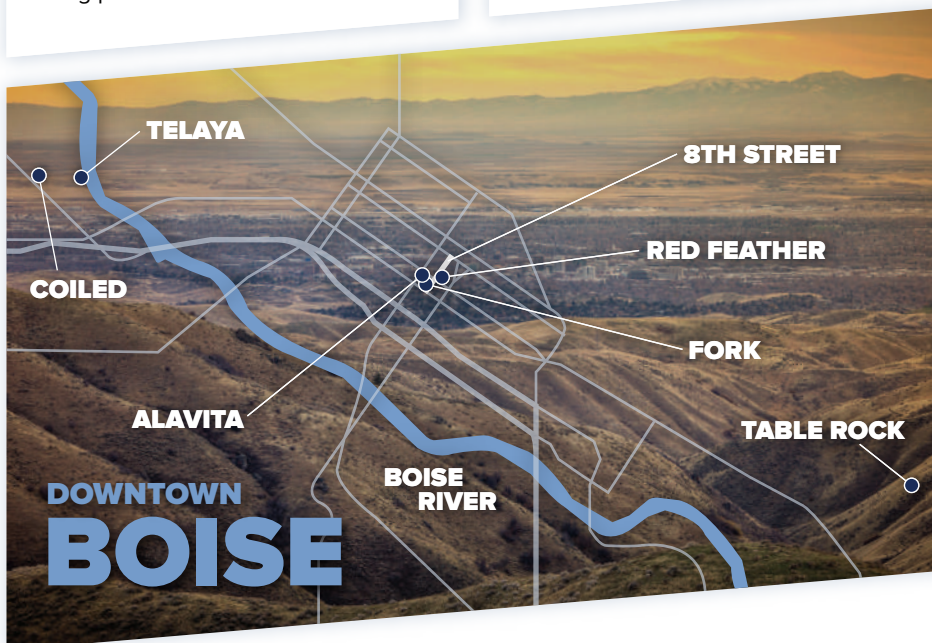 TELAYA
8TH STREET
RED FEATHER
COILED
FORK
ALAVITA
TABLE ROCK
BOISE
RIVER
DOWNTOWN
BOISE